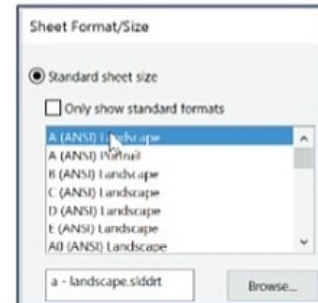 Sheet Format/Size
Standard sheet size
Only show standard formats
A (ANSI) Landscape
A (ANSI) Portrait
B (ANSI) Landscape
C (ANSI) Landscape
D (ANSI) Landscape
E (ANSI) Landscape
A0 (ANSI) Landscape
a - landscape.slddrt
Browse...